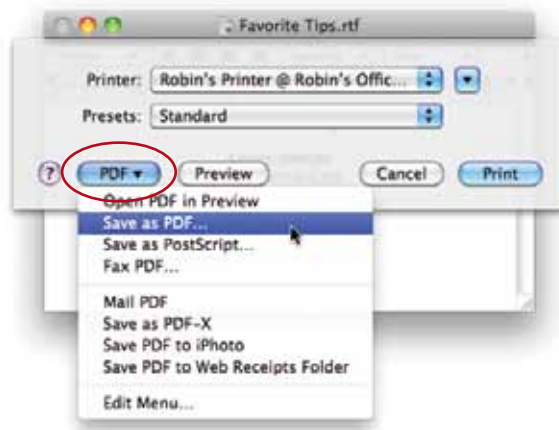 Favorite Tips.rtf
Printer: Robin's Printer @ Robin's Offic...
Presets: Standard
? PDF Preview Cancel Print
Open PDF in Preview
Save as PDF...
Save as PostScript...
Fax PDF...
Mail PDF
Save as PDF-X
Save PDF to iPhoto
Save PDF to Web Receipts Folder
Edit Menu...